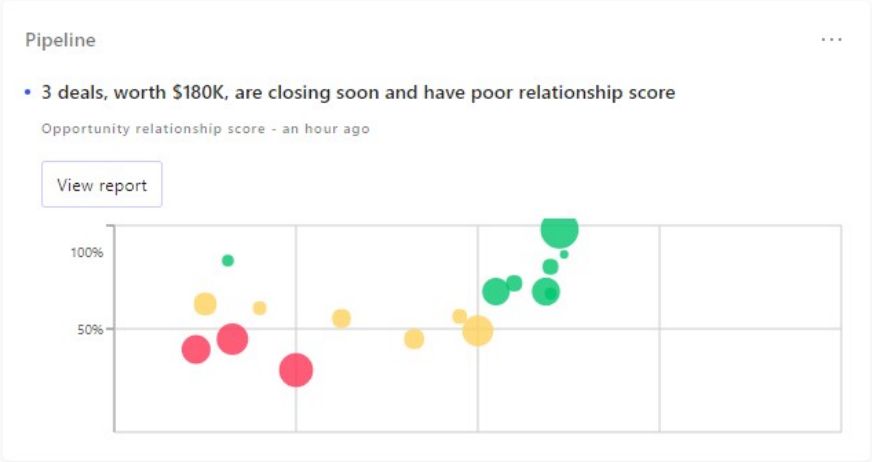 Pipeline
...
3 deals, worth $180K, are closing soon and have poor relationship score
Opportunity relationship score - an hour ago
View report
100%
50%